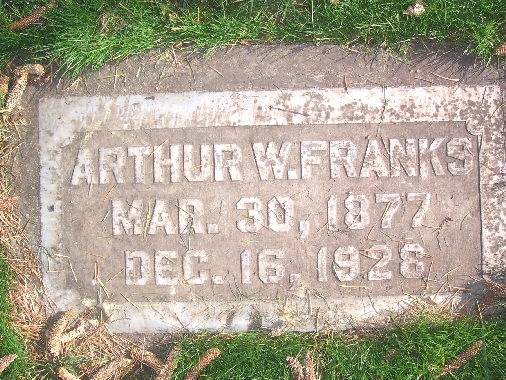 ARTHUR W. FRANKS
MAR. 30, 1877
DEC. 16, 1928